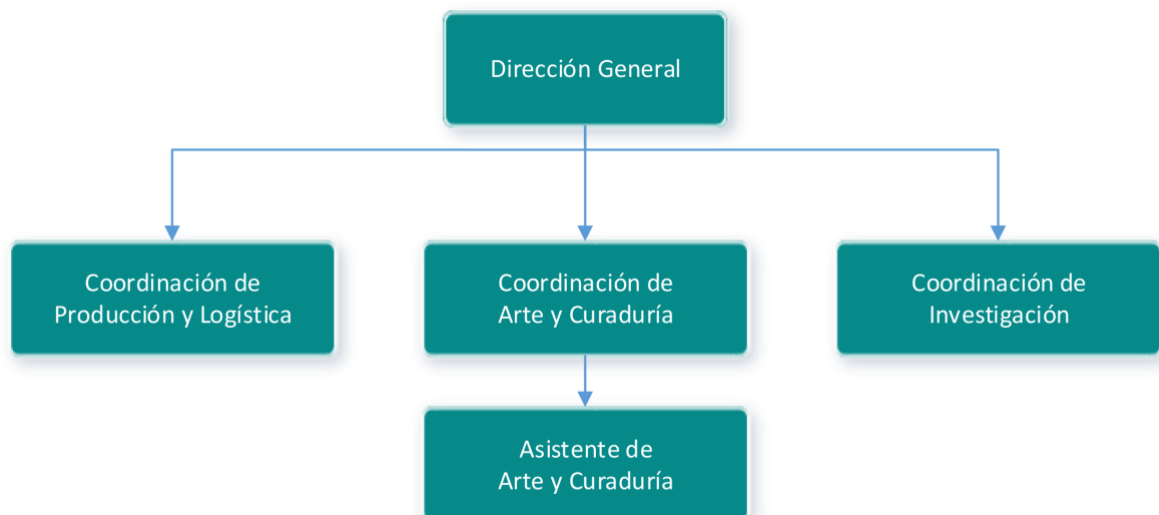 Dirección General
Coordinación de
Producción y Logística
Coordinación de
Arte y Curaduría
Coordinación de
Investigación
Asistente de
Arte y Curaduría